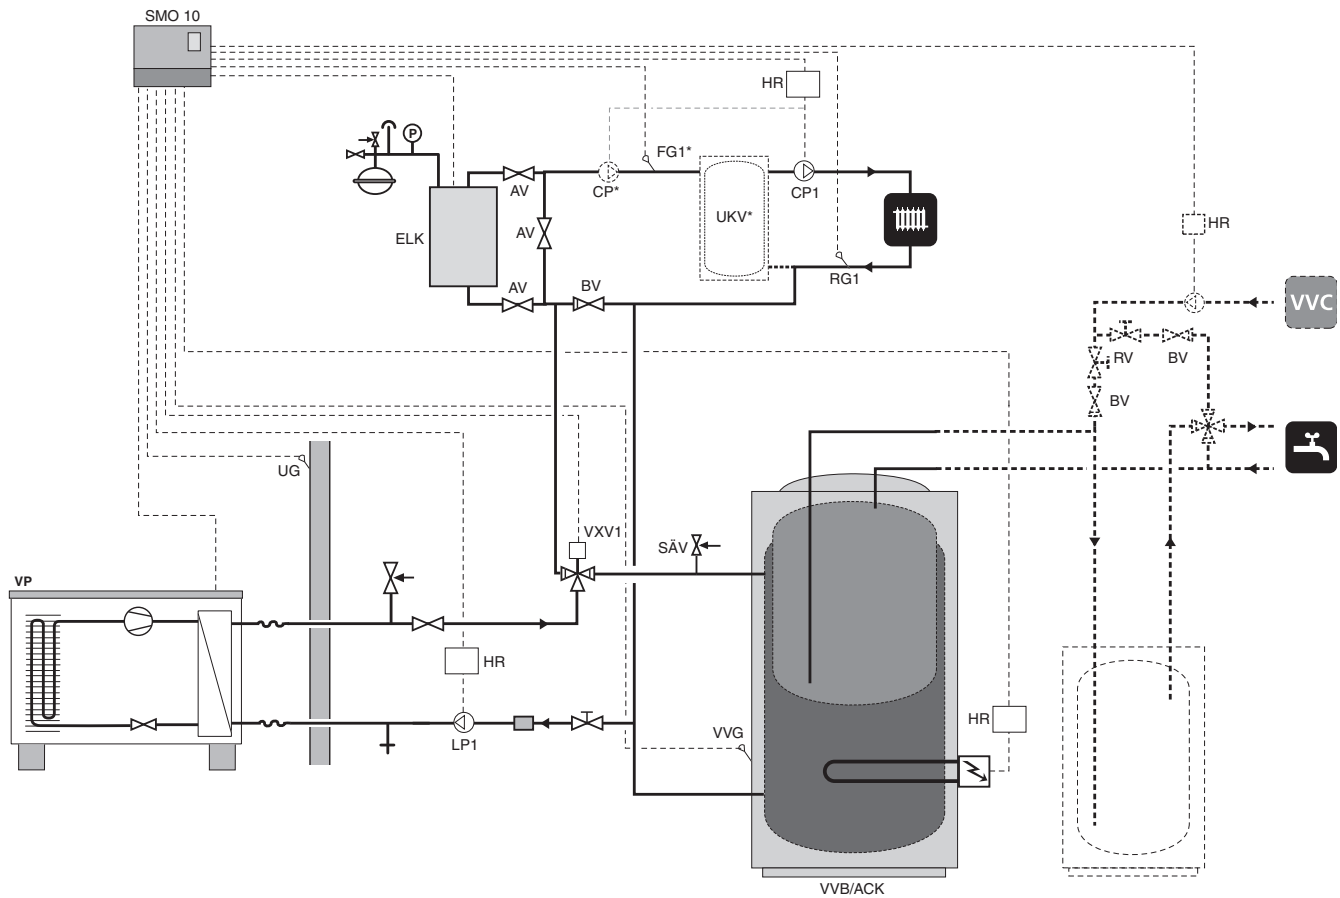 SMO 10
HR
P
FG1*
AV
CP*
CP1
UKV*
HR
AV
ELK
RG1
AV
BV
VVC
RV
BV
BV
UG
VXV1
SÄV
VP
HR
HR
VVG
LP1
VVB/ACK